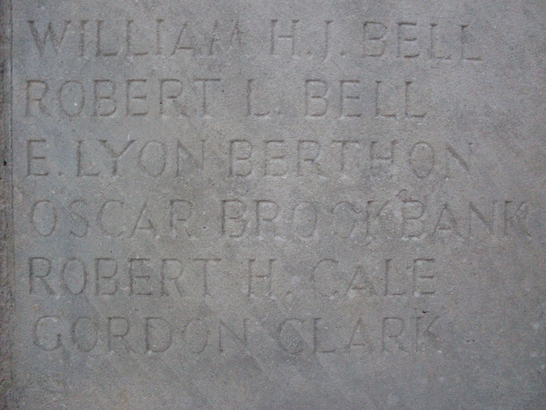 WILLIAM H.J. BELL
ROBERT L. BELL
E. LYON BERTHON
OSCAR BROCKBANK
ROBERT H. CALE
GORDON CLARK